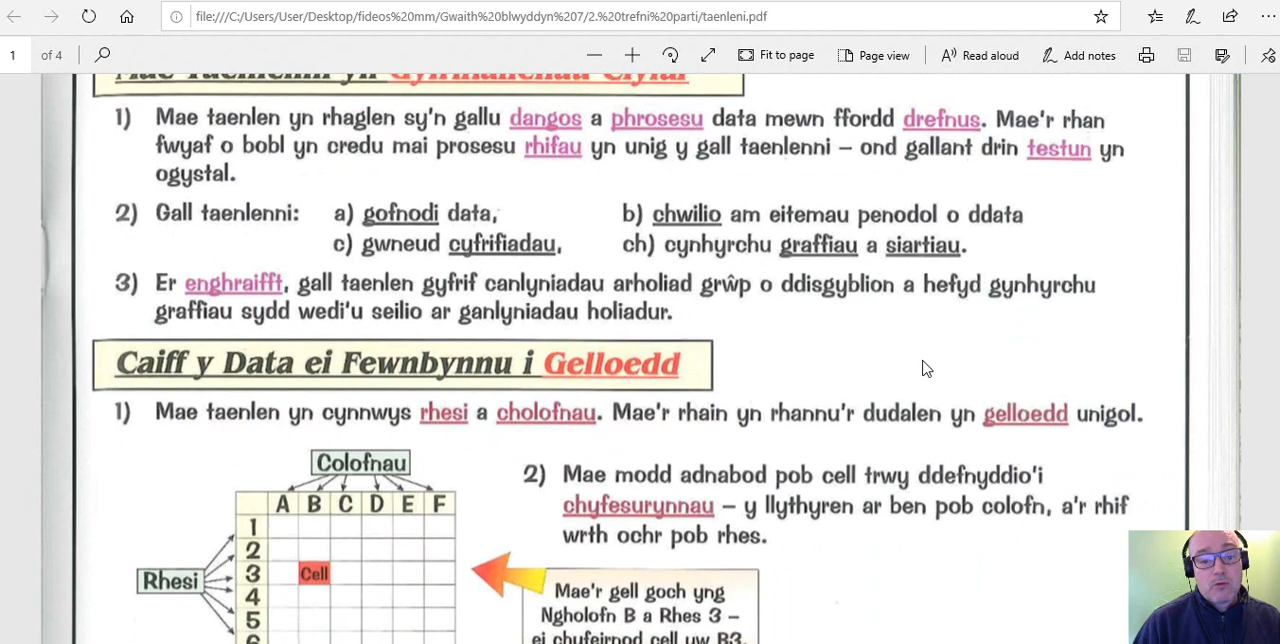 file:///C:/Users/User/Desktop/fideos%20mm/Gwaith%20blwyddyn%207/2.%20trefni%20parti/taenleni.pdf
1 of 4
Fit to page
Page view
Read aloud
Add notes
1) Mae taenlen yn rhaglen sy'n gallu dangos a phrosesu data mewn ffordd drefnus. Mae'r rhan
fwyaf o bobl yn credu mai prosesu rhifau yn unig y gall taenlenni – ond gallant drin testun yn
ogystal.
2) Gall taenlenni: a) gofnodi data, b) chwilio am eitemau penodol o ddata
c) gwneud cyfrifiadau, ch) cynhyrchu graffiau a siartiau.
3) Er enghraifft, gall taenlen gyfrif canlyniadau arholiad grŵp o ddisgyblion a hefyd gynhyrchu
graffiau sydd wedi'u seilio ar ganlyniadau holiadur.
Caiff y Data ei Fewnbynnu i Gelloedd
1) Mae taenlen yn cynnwys rhesi a cholofnau. Mae'r rhain yn rhannu'r dudalen yn gelloedd unigol.
Colofnau
A B C D E F
1
2
3 Cell
4
5
6
Rhesi
2) Mae modd adnabod pob cell trwy ddefnyddio'i
chyfesurynnau – y llythyren ar ben pob colofn, a'r rhif
wrth ochr pob rhes.
Mae'r gell goch yng
Ngholofn B a Rhes 3 –
ei chyfeirnod cell yw B3.